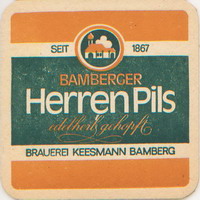 SEIT 1867
BAMBERGER
Herren Pils
edelherb gehopft
BRAUEREI KEESMANN BAMBERG